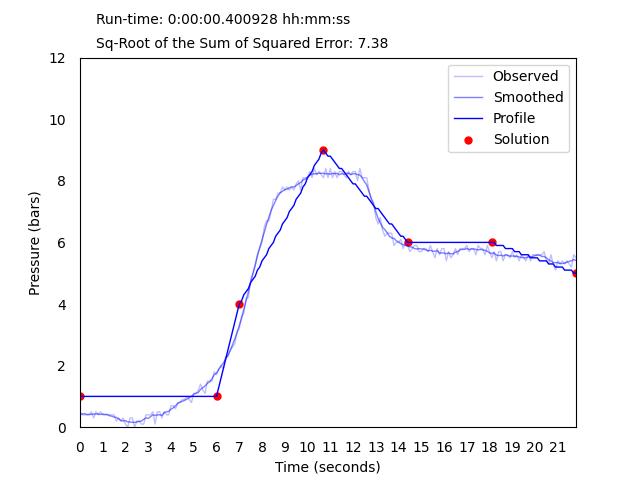 Run-time: 0:00:00.400928 hh:mm:ss
Sq-Root of the Sum of Squared Error: 7.38
12
10
8
6
4
2
0
Pressure (bars)
Observed
Smoothed
Profile
Solution
0 1 2 3 4 5 6 7 8 9 10 11 12 13 14 15 16 17 18 19 20 21
Time (seconds)